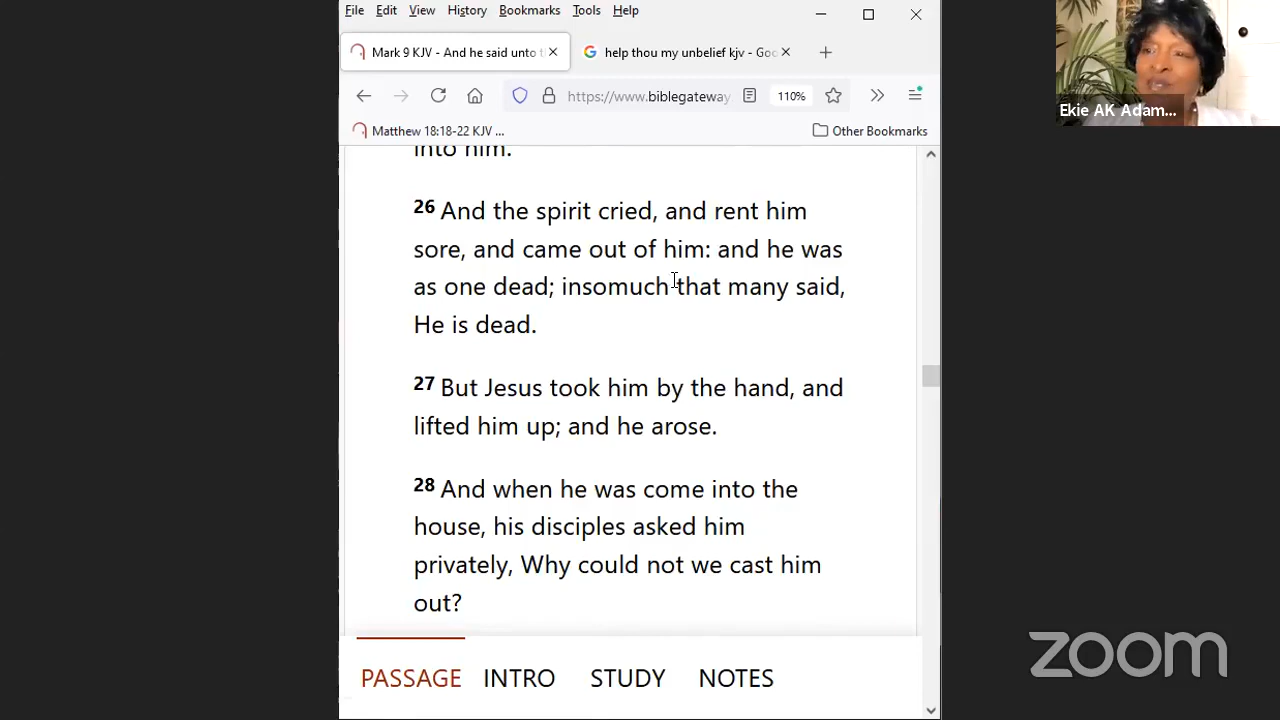 File Edit View History Bookmarks Tools Help
Mark 9 KJV - And he said unto t
help thou my unbelief kjv - Goo
https://www.biblegateway
110%
Matthew 18:18-22 KJV ...
Other Bookmarks
into him.
26 And the spirit cried, and rent him
sore, and came out of him: and he was
as one dead; insomuch that many said,
He is dead.
27 But Jesus took him by the hand, and
lifted him up; and he arose.
28 And when he was come into the
house, his disciples asked him
privately, Why could not we cast him
out?
PASSAGE INTRO STUDY NOTES
Ekie AK Adam...
zoom